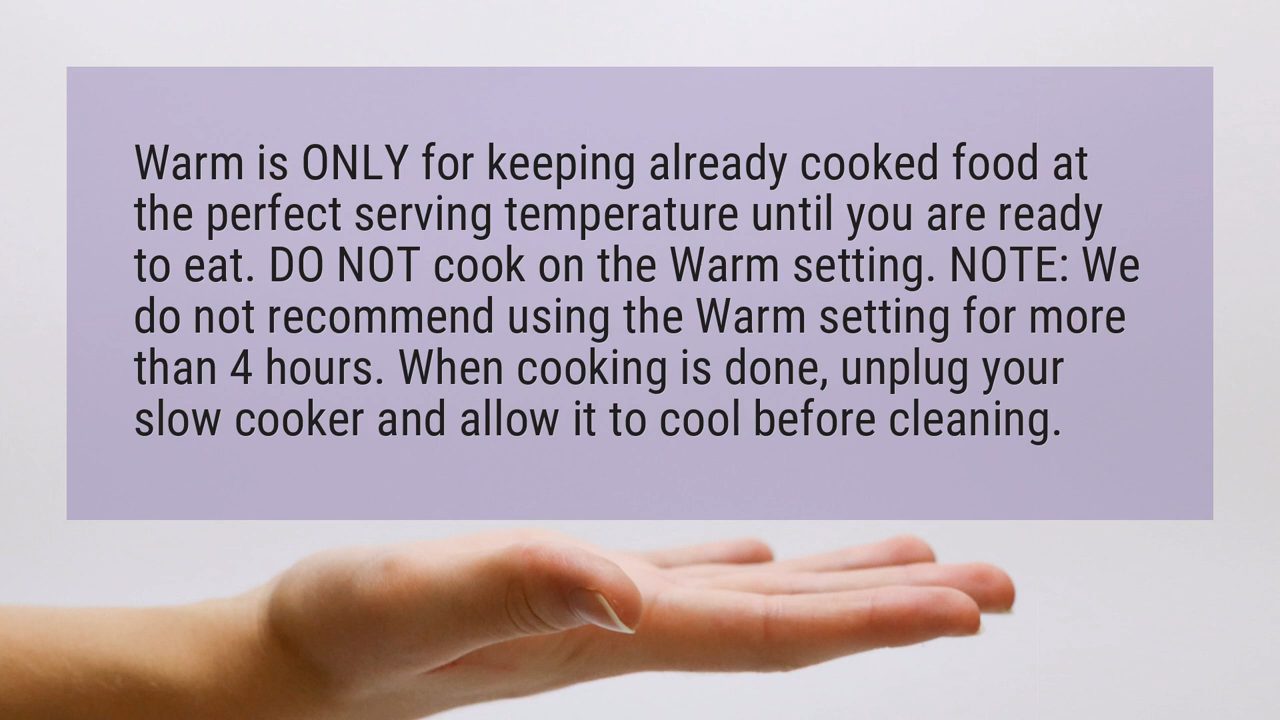 Warm is ONLY for keeping already cooked food at
the perfect serving temperature until you are ready
to eat. DO NOT cook on the Warm setting. NOTE: We
do not recommend using the Warm setting for more
than 4 hours. When cooking is done, unplug your
slow cooker and allow it to cool before cleaning.